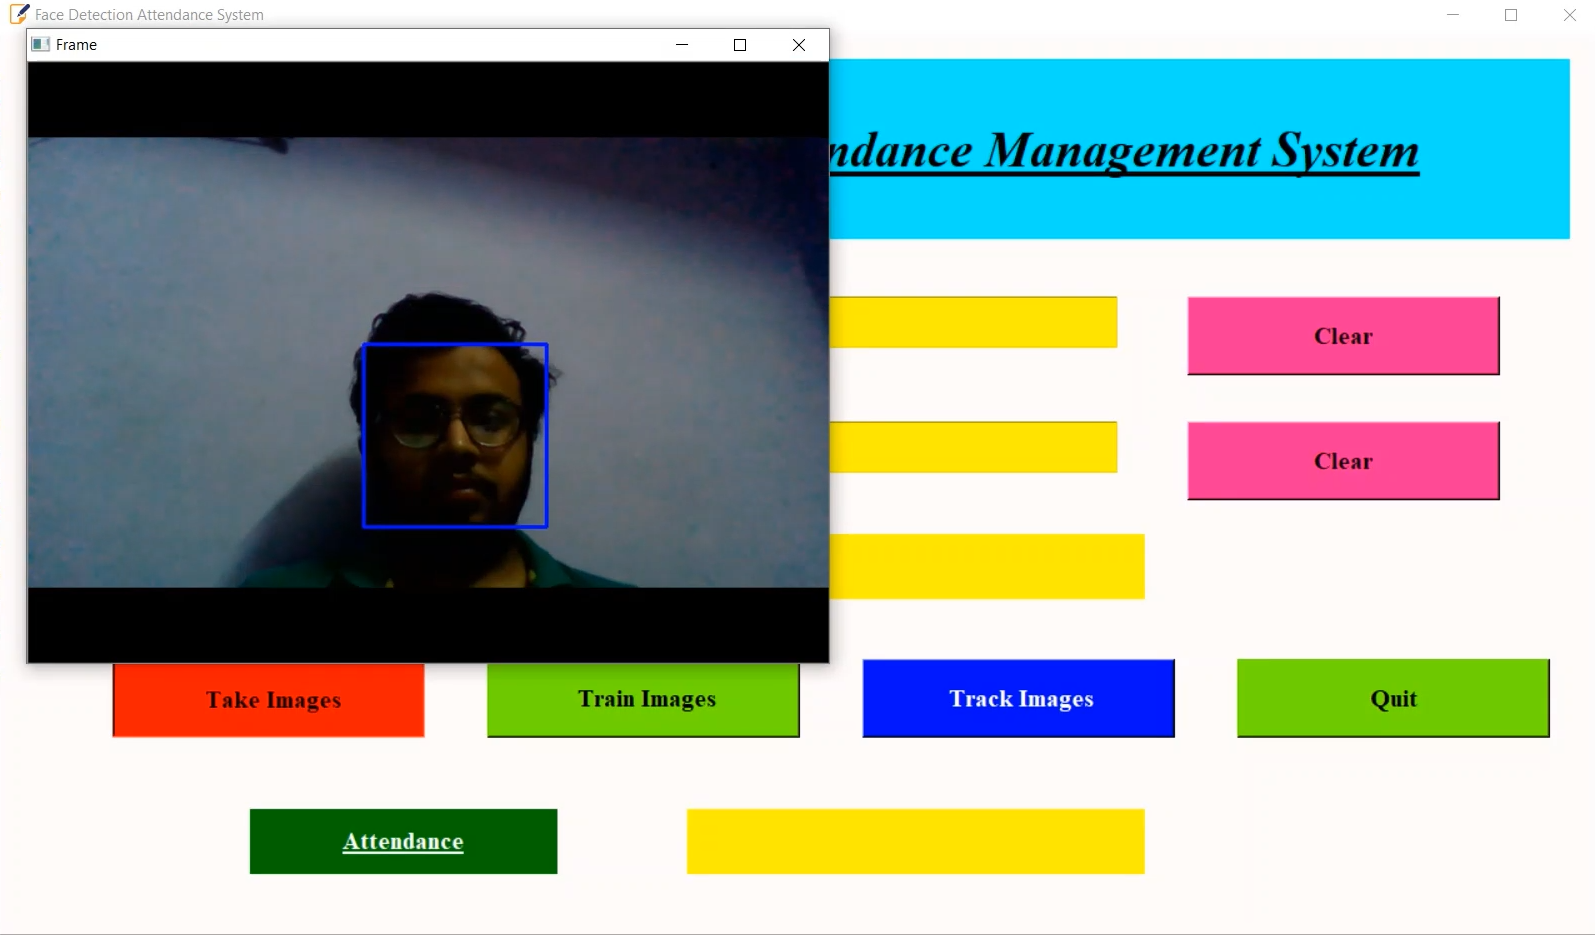 Face Detection Attendance System
Frame
ndance Management System
Clear
Clear
Take Images
Train Images
Track Images
Quit
Attendance